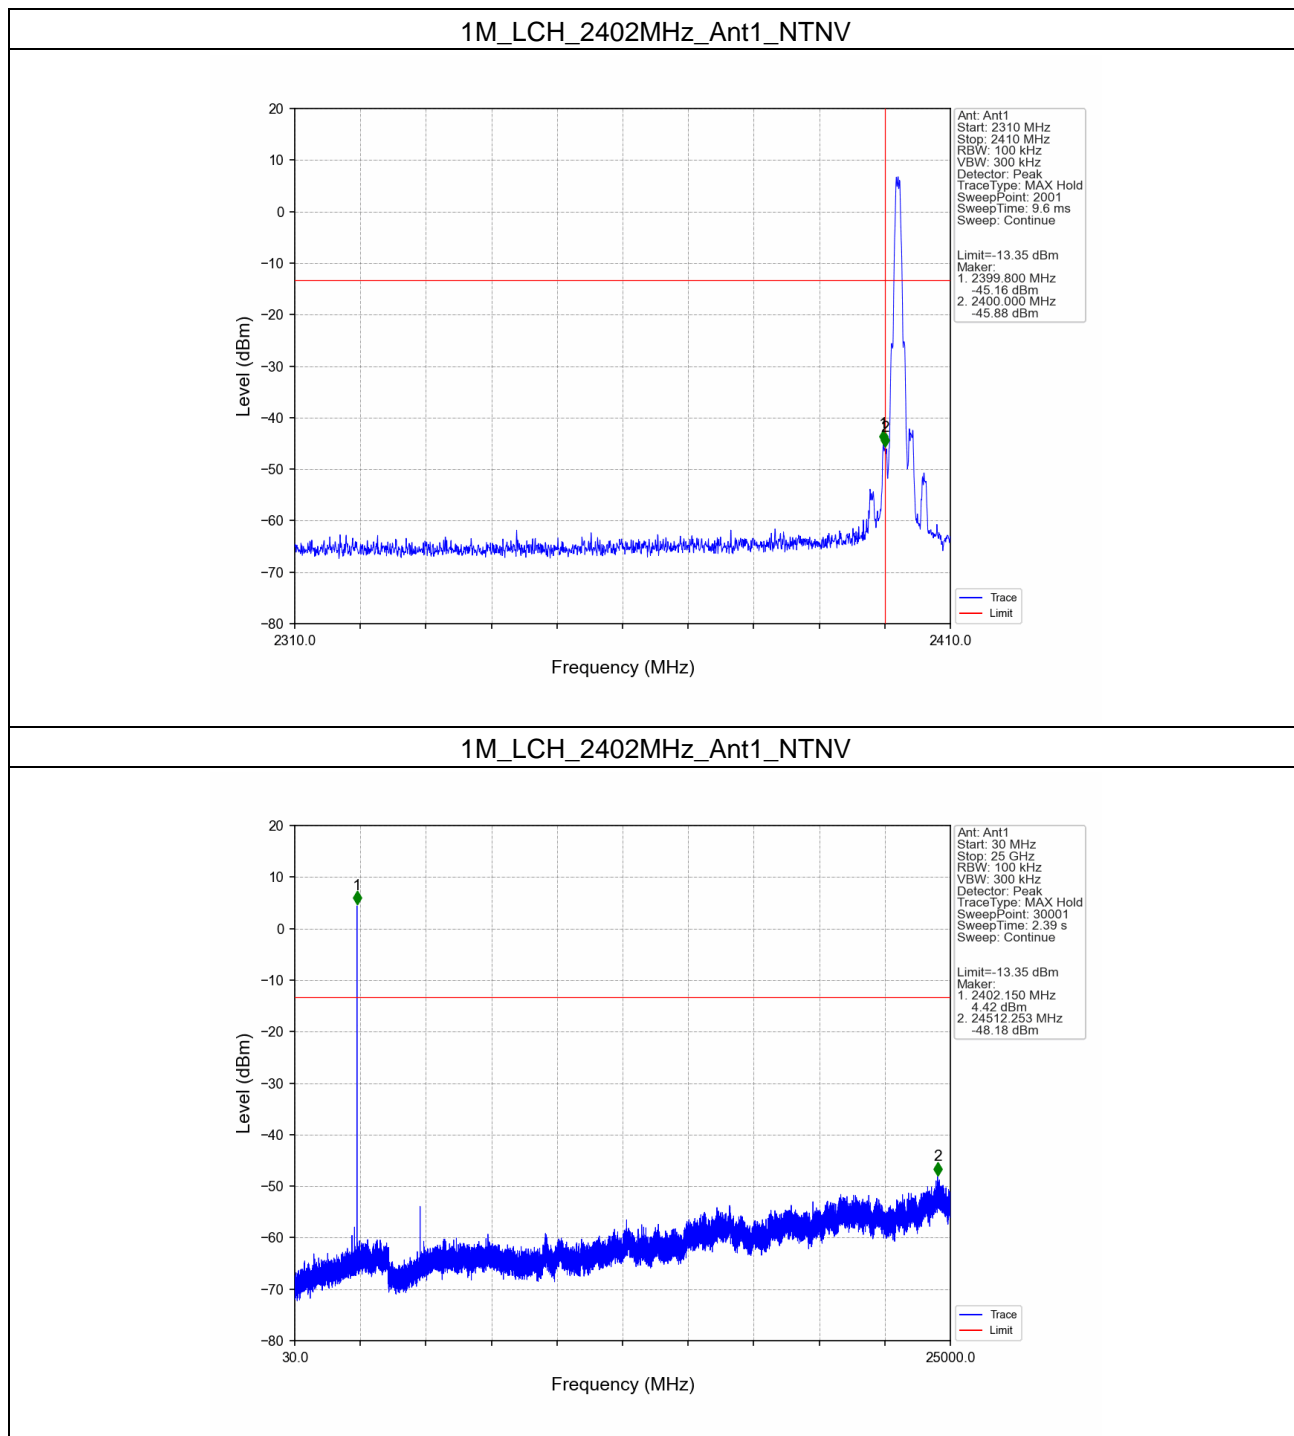 1M_LCH_2402MHz_Ant1_NTNV
20
10
0
−10
−20
−30
−40
−50
−60
−70
−80
Level (dBm)
2310.0
2410.0
Frequency (MHz)
1
2
Ant: Ant1
Start: 2310 MHz
Stop: 2410 MHz
RBW: 100 kHz
VBW: 300 kHz
Detector: Peak
TraceType: MAX Hold
SweepPoint: 2001
SweepTime: 9.6 ms
Sweep: Continue
Limit=-13.35 dBm
Maker:
1. 2399.800 MHz
-45.16 dBm
2. 2400.000 MHz
-45.88 dBm
Trace
Limit
1M_LCH_2402MHz_Ant1_NTNV
20
10
0
−10
−20
−30
−40
−50
−60
−70
−80
Level (dBm)
30.0
25000.0
Frequency (MHz)
1
2
Ant: Ant1
Start: 30 MHz
Stop: 25 GHz
RBW: 100 kHz
VBW: 300 kHz
Detector: Peak
TraceType: MAX Hold
SweepPoint: 30001
SweepTime: 2.39 s
Sweep: Continue
Limit=-13.35 dBm
Maker:
1. 2402.150 MHz
4.42 dBm
2. 24512.253 MHz
-48.18 dBm
Trace
Limit